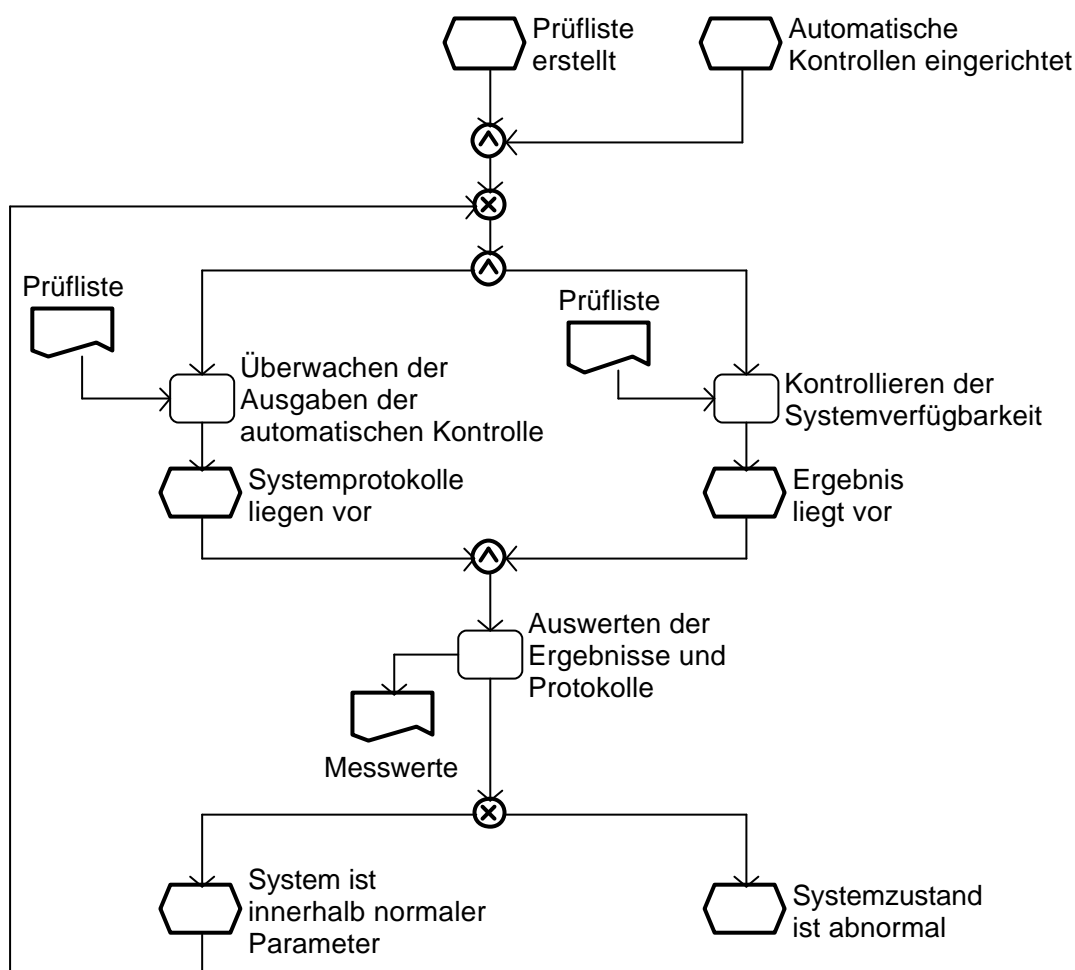 Prüfliste
erstellt
Automatische
Kontrollen eingerichtet
Prüfliste
Prüfliste
Überwachen der
Ausgaben der
automatischen Kontrolle
Kontrollieren der
Systemverfügbarkeit
Systemprotokolle
liegen vor
Ergebnis
liegt vor
Auswerten der
Ergebnisse und
Protokolle
Messwerte
System ist
innerhalb normaler
Parameter
Systemzustand
ist abnormal